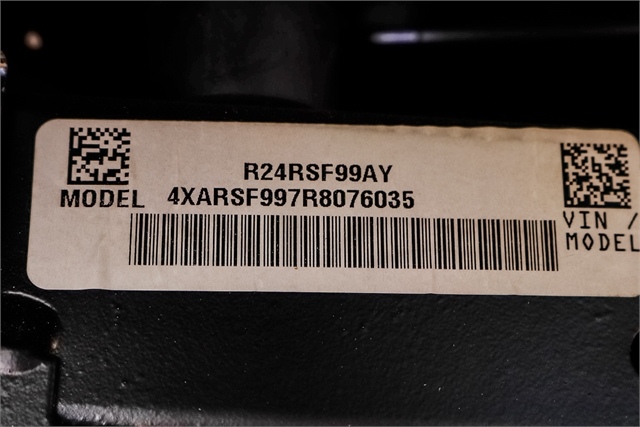 R24RSF99AY
MODEL 4XARSF997R8076035
VIN /
MODEL